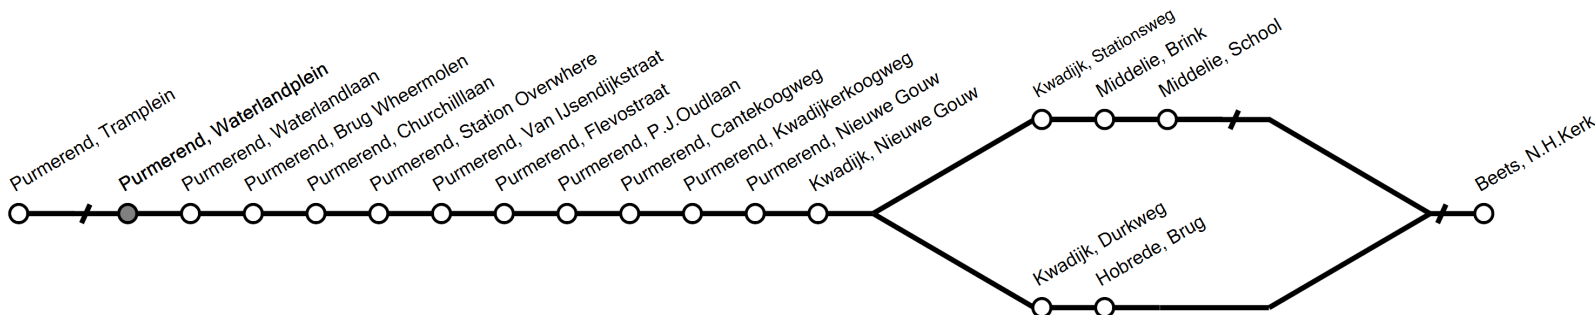 Purmerend, Tramplein
Purmerend, Waterlandplein
Purmerend, Waterlandlaan
Purmerend, Brug Wheermolen
Purmerend, Churchilllaan
Purmerend, Station Overwhere
Purmerend, Van IJsendijkstraat
Purmerend, Flevostraat
Purmerend, P.J.Oudlaan
Purmerend, Cantekoogweg
Purmerend, Kwadijkerkoogweg
Purmerend, Nieuwe Gouw
Kwadijk, Nieuwe Gouw
Kwadijk, Stationsweg
Middelie, Brink
Middelie, School
Kwadijk, Durkweg
Hobrede, Brug
Beets, N.H.Kerk